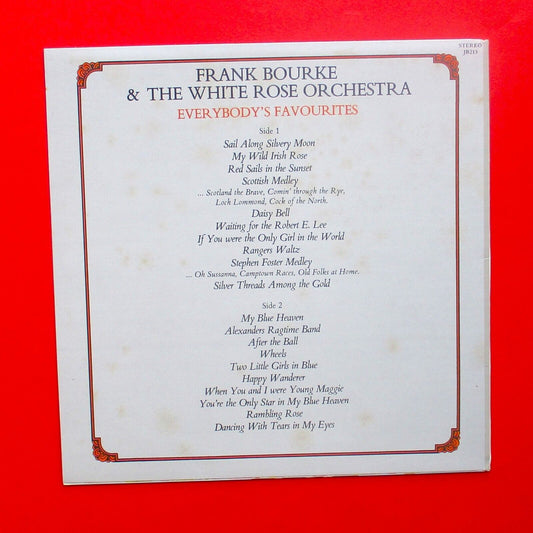 STEREO
JB213
FRANK BOURKE
& THE WHITE ROSE ORCHESTRA
EVERYBODY'S FAVOURITES
Side 1
Sail Along Silvery Moon
My Wild Irish Rose
Red Sails in the Sunset
Scottish Medley
... Scotland the Brave, Comin' through the Ryr,
Loch Lommond, Cock of the North.
Daisy Bell
Waiting for the Robert E. Lee
If You were the Only Girl in the World
Rangers Waltz
Stephen Foster Medley
... Oh Sussanna, Camptown Races, Old Folks at Home.
Silver Threads Among the Gold
Side 2
My Blue Heaven
Alexanders Ragtime Band
After the Ball
Wheels
Two Little Girls in Blue
Happy Wanderer
When You and I were Young Maggie
You're the Only Star in My Blue Heaven
Rambling Rose
Dancing With Tears in My Eyes